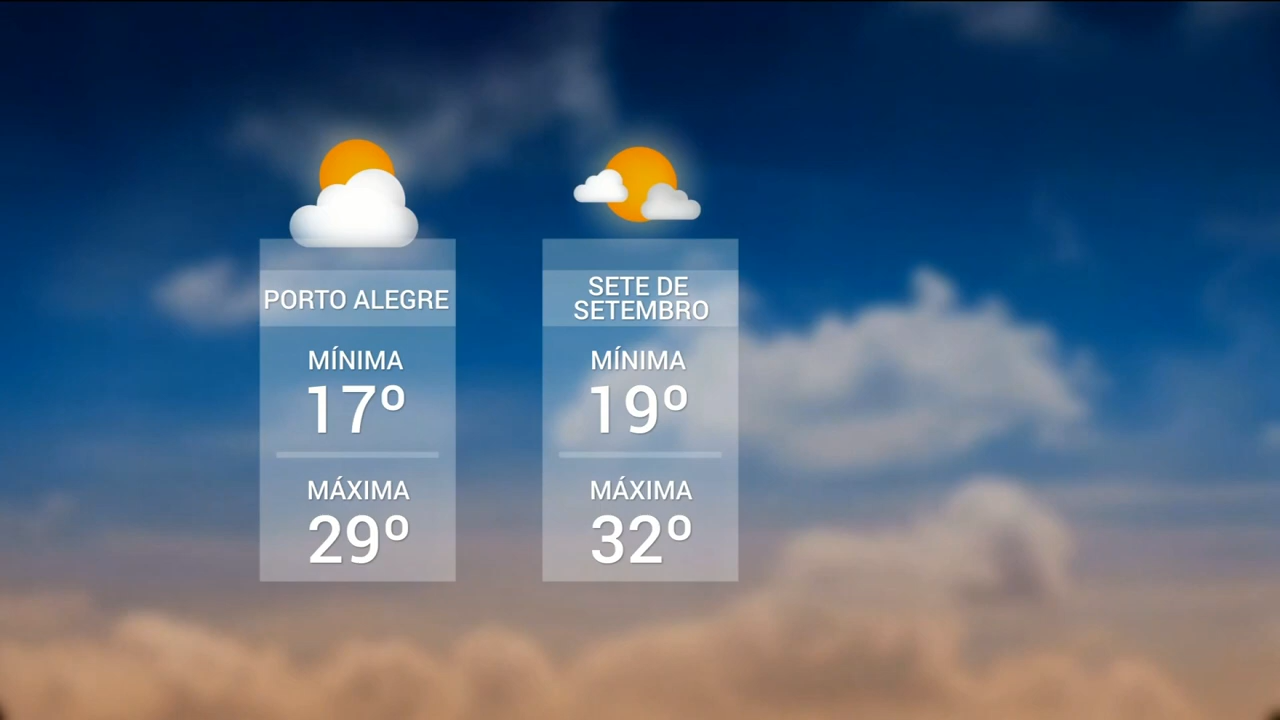 PORTO ALEGRE
MÍNIMA
17º
MÁXIMA
29º
SETE DE
SETEMBRO
MÍNIMA
19º
MÁXIMA
32º